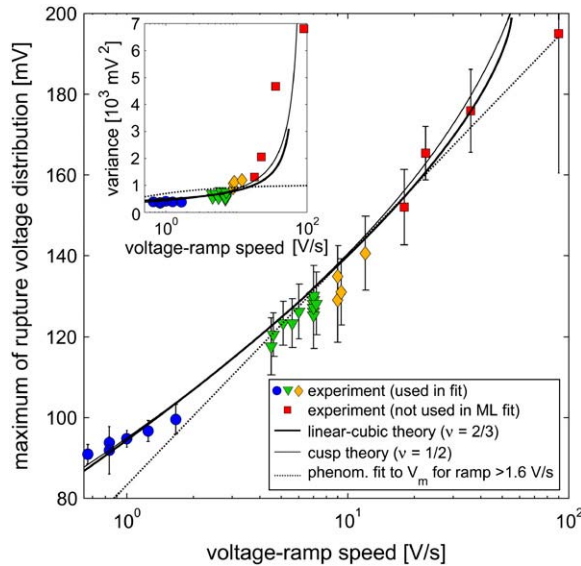 200
180
160
140
120
100
80
maximum of rupture voltage distribution [mV]
7
6
5
4
3
2
1
0
variance [10³ mV ²]
10⁰
10²
voltage-ramp speed [V/s]
experiment (used in fit)
experiment (not used in ML fit)
linear-cubic theory (ν = 2/3)
cusp theory (ν = 1/2)
phenom. fit to Vₘ for ramp >1.6 V/s
10⁰
10¹
10²
voltage-ramp speed [V/s]